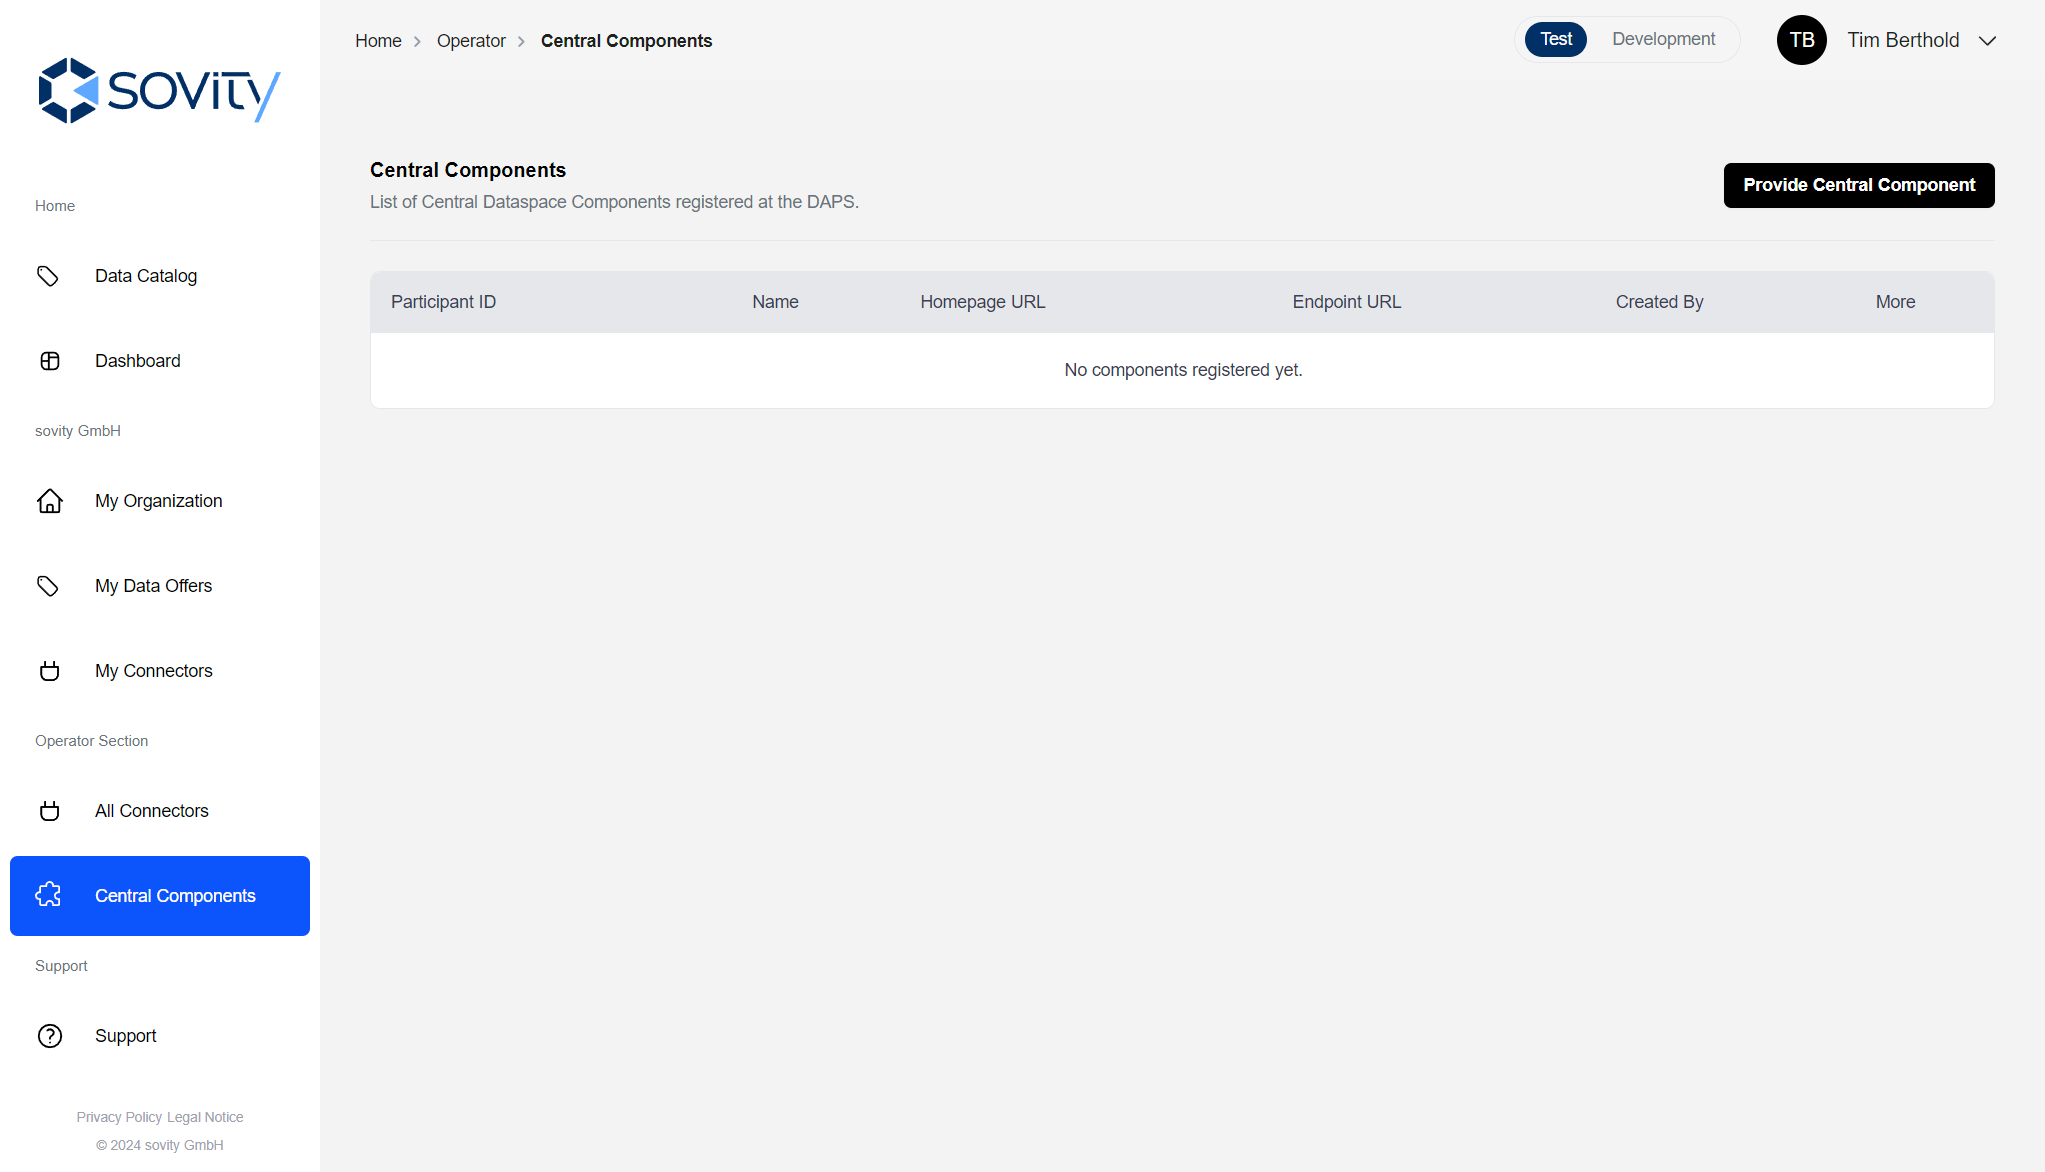 sovity
Home
Data Catalog
Dashboard
sovity GmbH
My Organization
My Data Offers
My Connectors
Operator Section
All Connectors
Central Components
Support
Support
Privacy Policy Legal Notice
© 2024 sovity GmbH
Home > Operator > Central Components
Test Development
TB Tim Berthold
Central Components
List of Central Dataspace Components registered at the DAPS.
Provide Central Component
Participant ID Name Homepage URL Endpoint URL Created By More
No components registered yet.